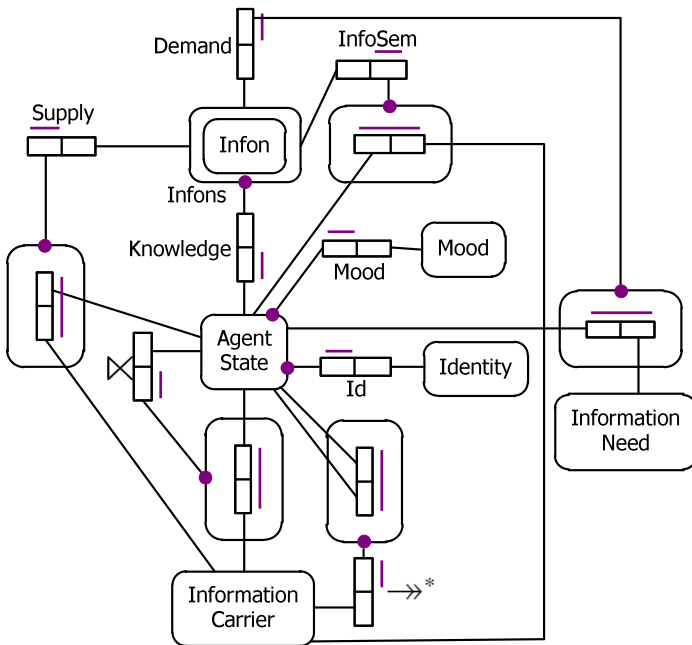 Demand
InfoSem
Supply
Infon
Infons
Knowledge
Mood
Mood
Agent
State
Id
Identity
Information
Need
Information
Carrier
↠*